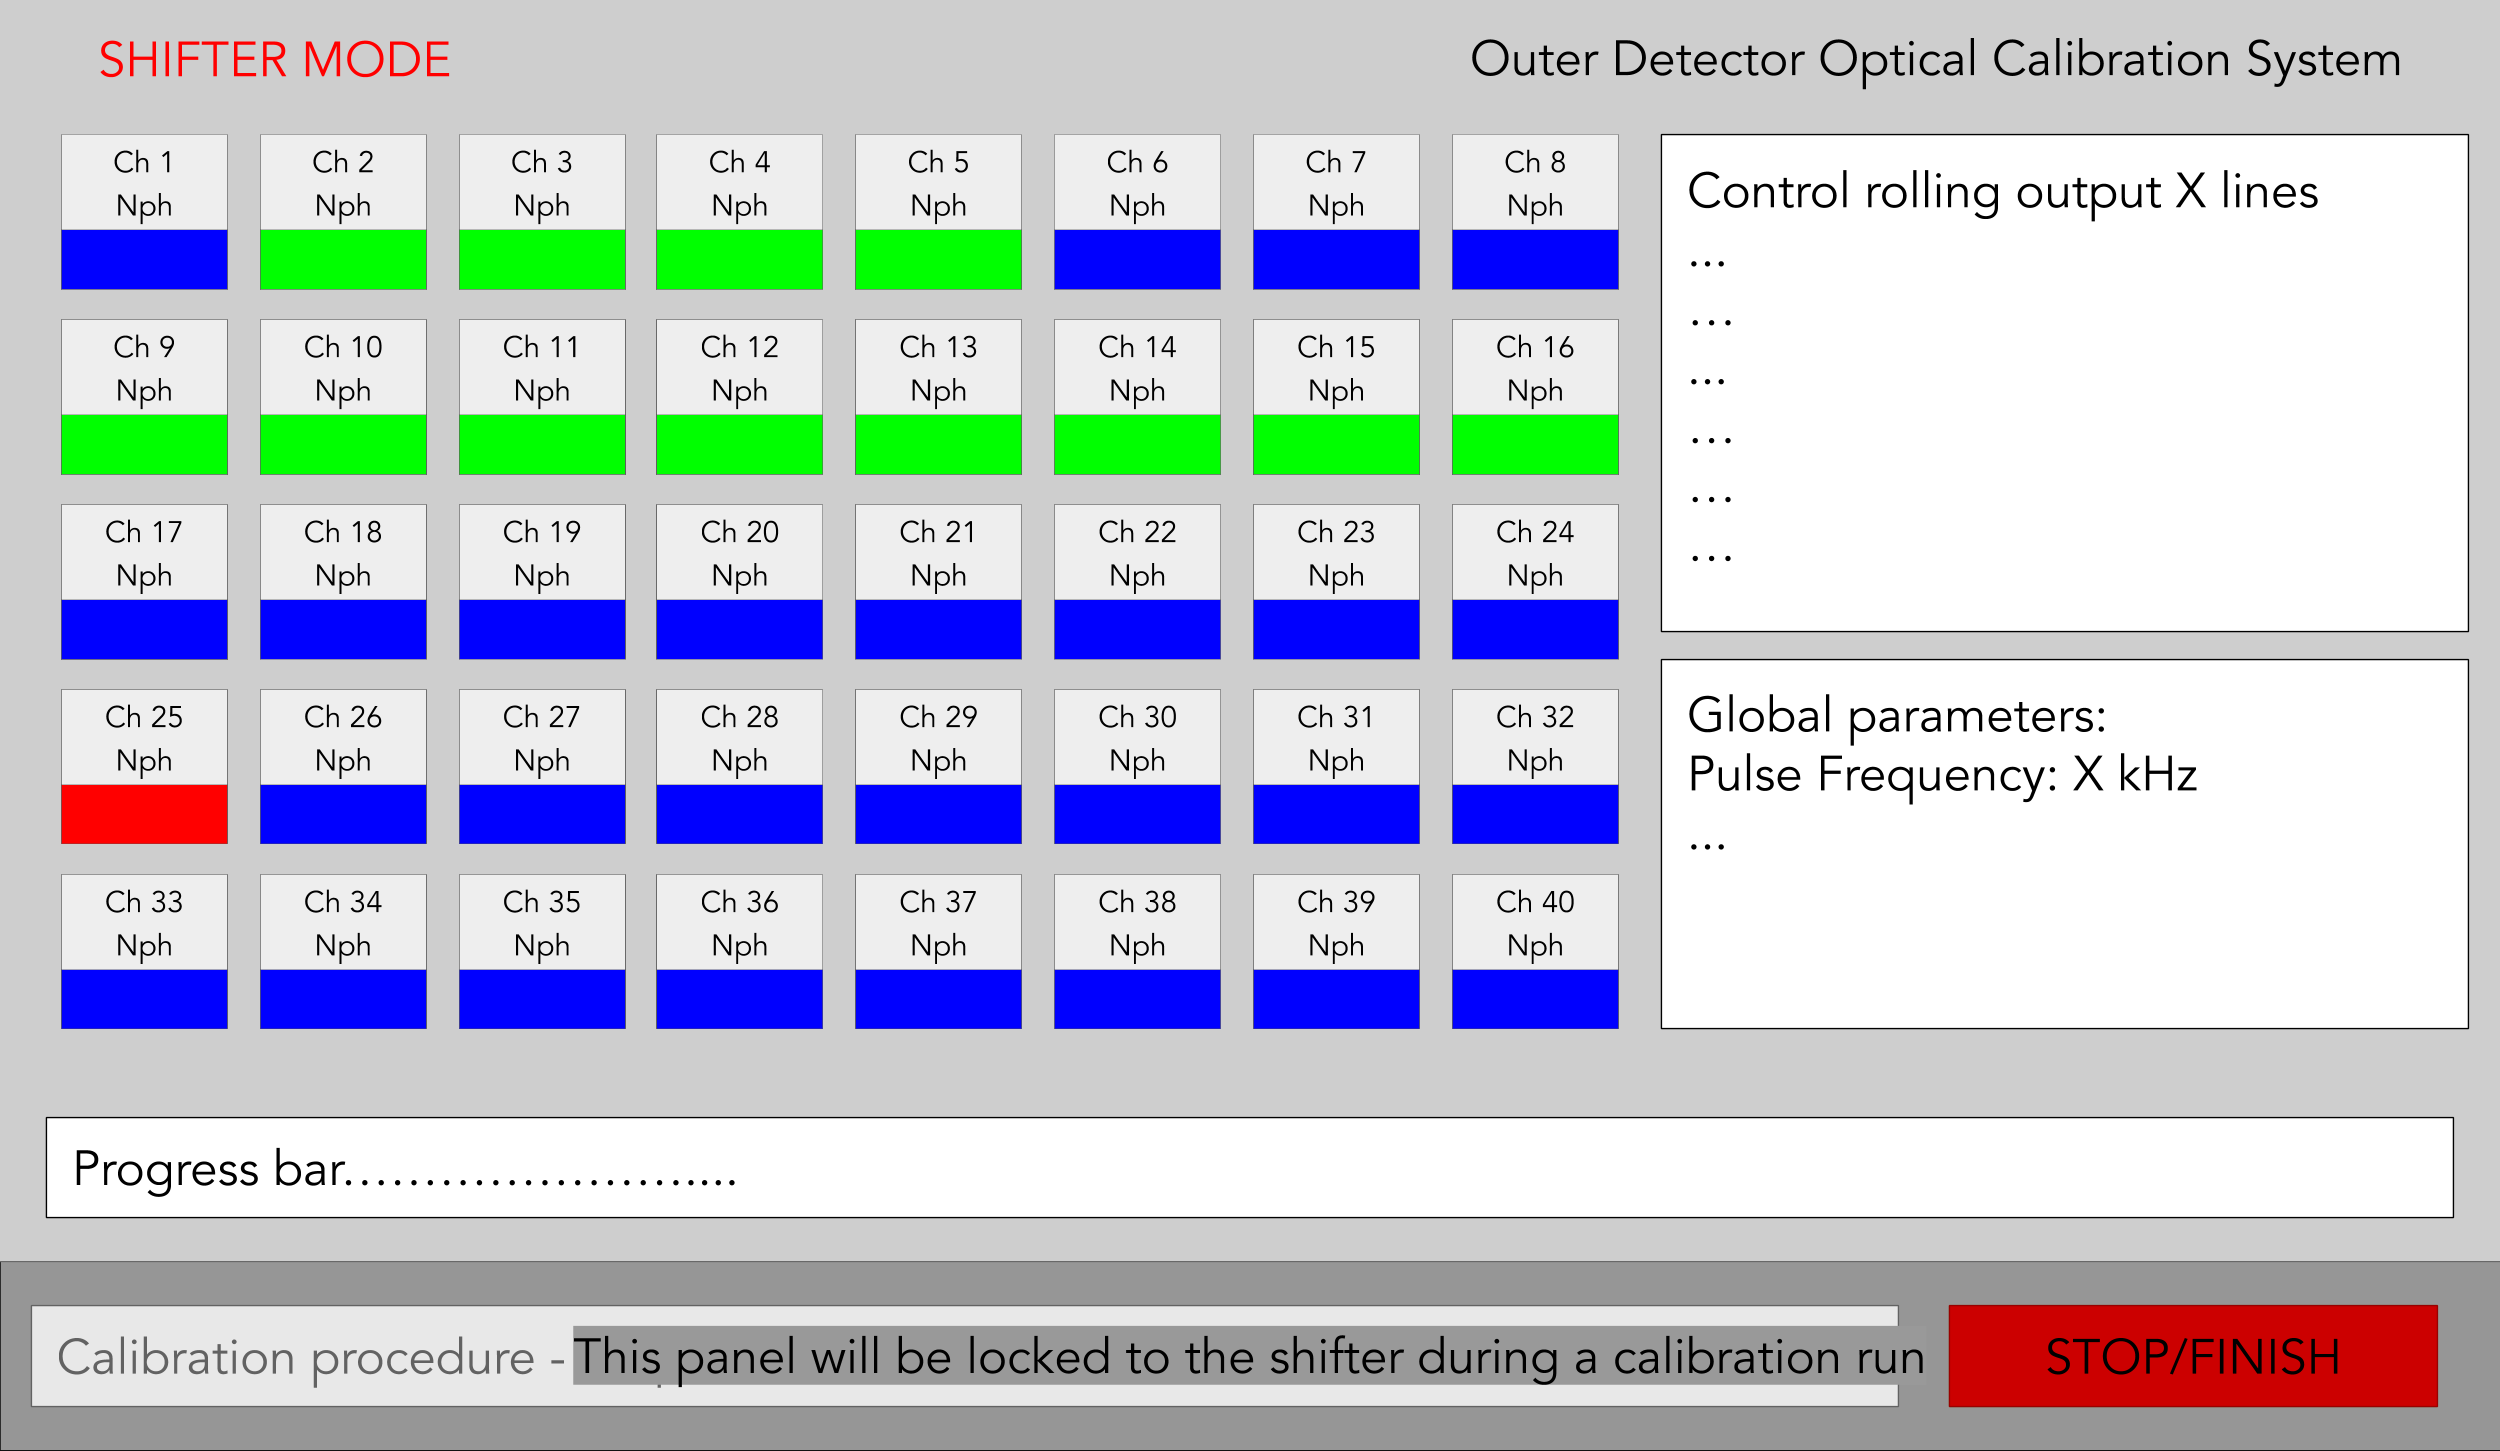 SHIFTER MODE
Outer Detector Optical Calibration System
Ch 1 Ch 2 Ch 3 Ch 4 Ch 5 Ch 6 Ch 7 Ch 8
Nph Nph Nph Nph Nph Nph Nph Nph
Ch 9 Ch 10 Ch 11 Ch 12 Ch 13 Ch 14 Ch 15 Ch 16
Nph Nph Nph Nph Nph Nph Nph Nph
Ch 17 Ch 18 Ch 19 Ch 20 Ch 21 Ch 22 Ch 23 Ch 24
Nph Nph Nph Nph Nph Nph Nph Nph
Ch 25 Ch 26 Ch 27 Ch 28 Ch 29 Ch 30 Ch 31 Ch 32
Nph Nph Nph Nph Nph Nph Nph Nph
Ch 33 Ch 34 Ch 35 Ch 36 Ch 37 Ch 38 Ch 39 Ch 40
Nph Nph Nph Nph Nph Nph Nph Nph
Control rolling output X lines
...
...
...
...
...
...
Global parameters:
Pulse Frequency: X kHz
...
Progress bar..........................
Calibration procedure - This panel will be locked to the shifter during a calibration run
STOP/FINISH